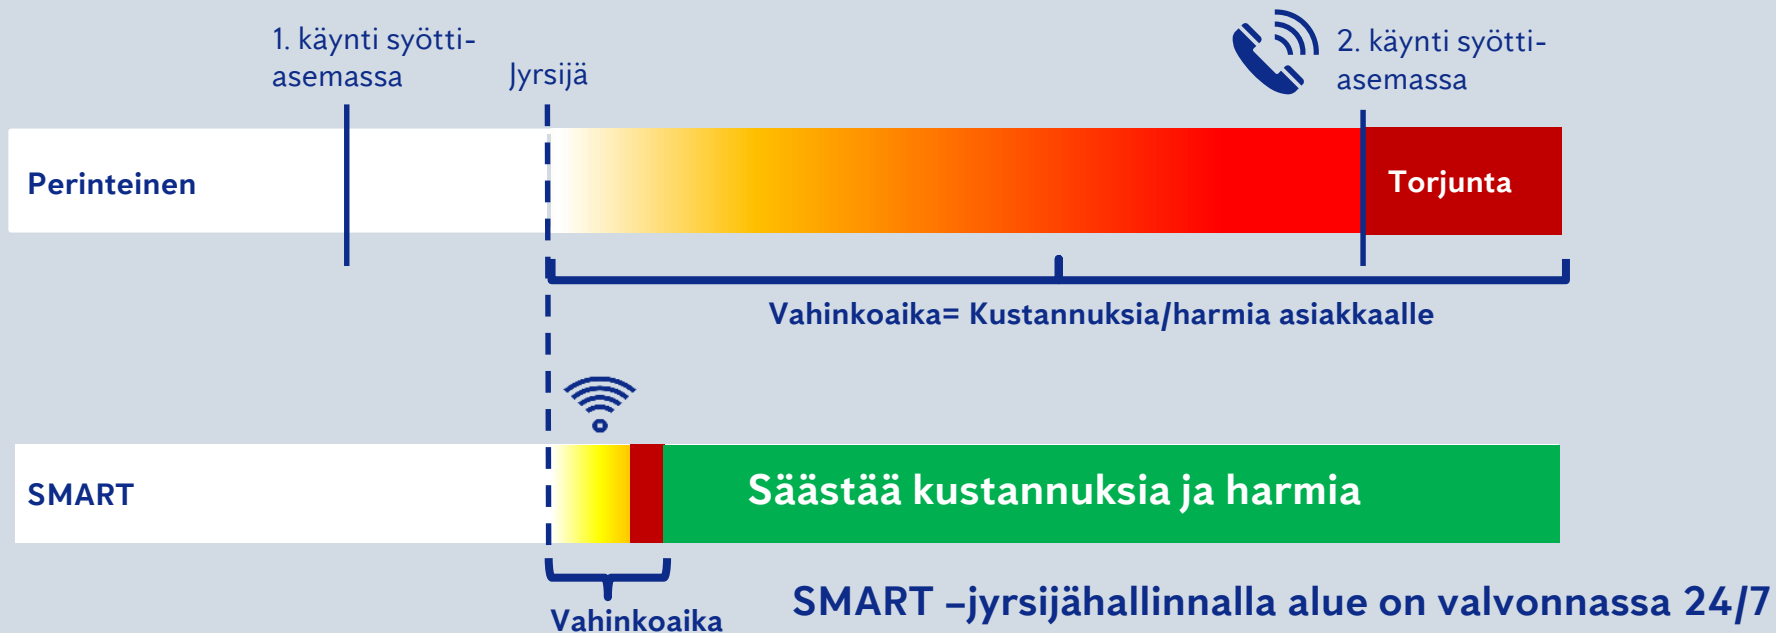 1. käynti syötti-
asemassa
Jyrsijä
2. käynti syötti-
asemassa
Perinteinen
Torjunta
Vahinkoaika= Kustannuksia/harmia asiakkaalle
SMART
Säästää kustannuksia ja harmia
Vahinkoaika
SMART –jyrsijähallinnalla alue on valvonnassa 24/7